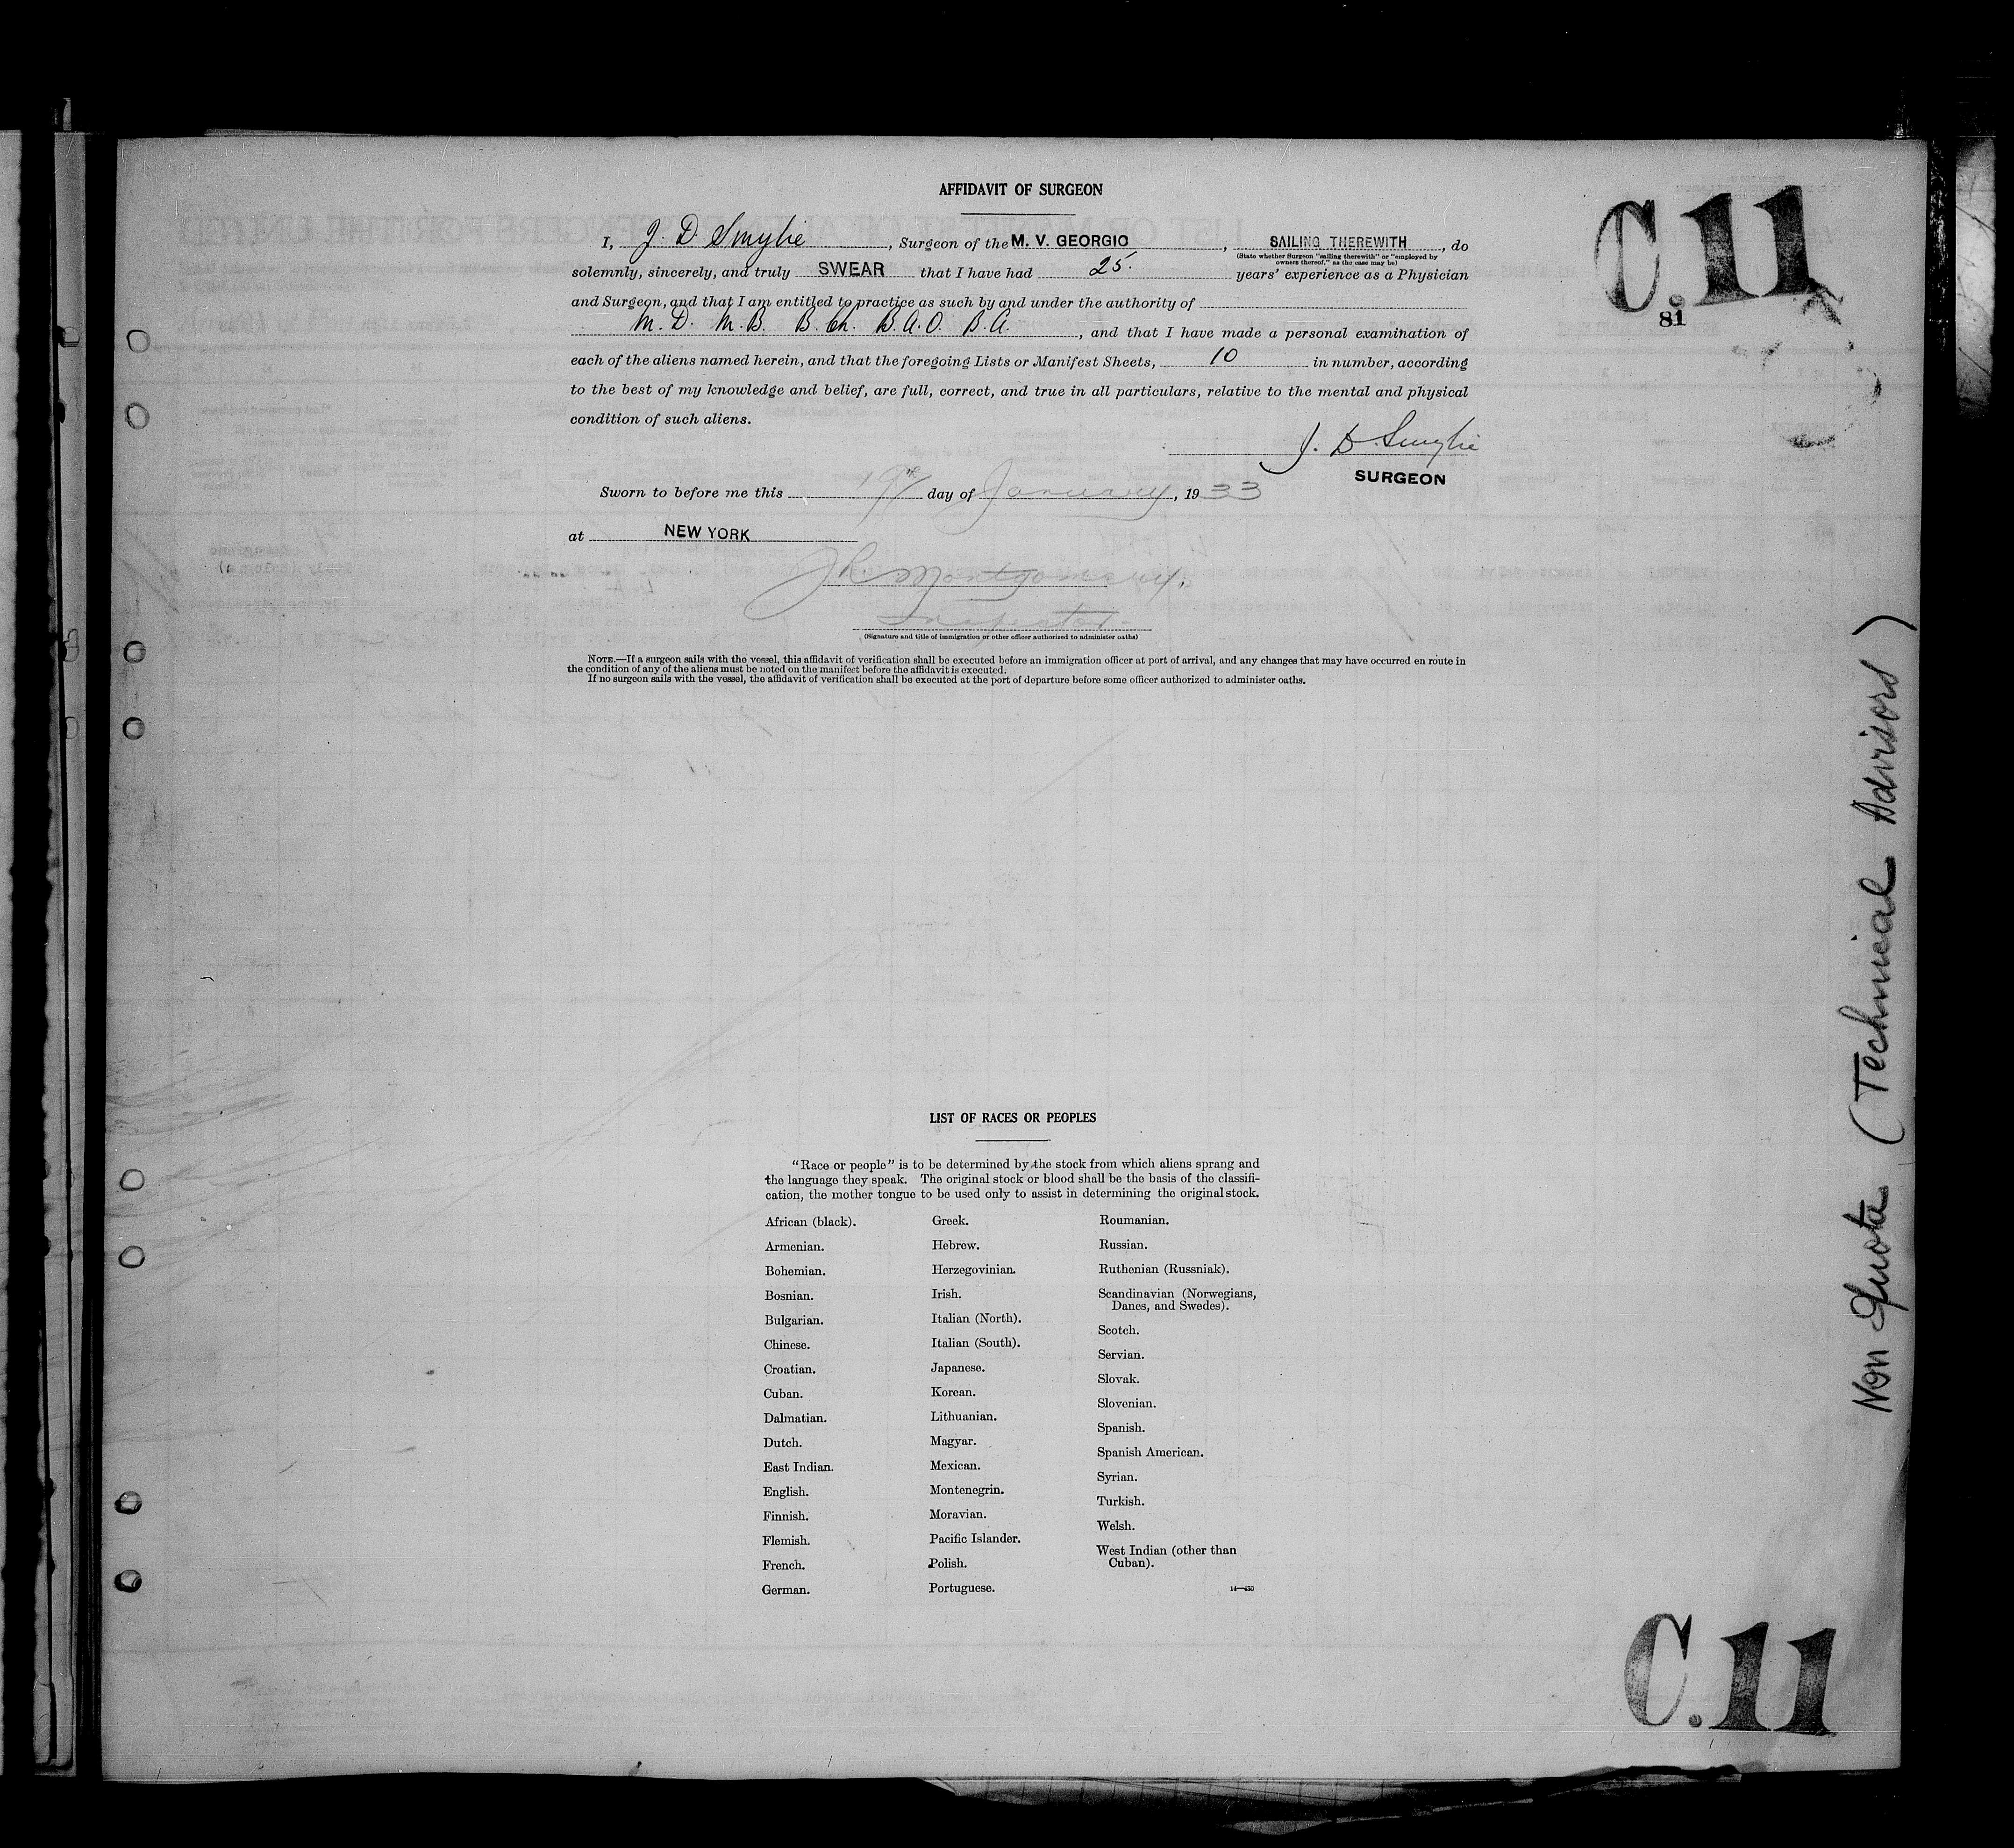 AFFIDAVIT OF SURGEON
I, J. D. Smylie, Surgeon of the M. V. GEORGIC, SAILING THEREWITH, do
(State whether Surgeon "sailing therewith" or "employed by
owners thereof," as the case may be)
solemnly, sincerely, and truly SWEAR that I have had 25. years' experience as a Physician
and Surgeon, and that I am entitled to practice as such by and under the authority of
M.D. M.B. B.Ch. B.A.O. B.A., and that I have made a personal examination of
each of the aliens named herein, and that the foregoing Lists or Manifest Sheets, 10 in number, according
to the best of my knowledge and belief, are full, correct, and true in all particulars, relative to the mental and physical
condition of such aliens.
J. D. Smylie
SURGEON
Sworn to before me this 19th day of January, 1933
at NEW YORK
Montgomery.
Inspector.
(Signature and title of immigration or other officer authorized to administer oaths)
NOTE.—If a surgeon sails with the vessel, this affidavit of verification shall be executed before an immigration officer at port of arrival, and any changes that may have occurred en route in
the condition of any of the aliens must be noted on the manifest before the affidavit is executed.
If no surgeon sails with the vessel, the affidavit of verification shall be executed at the port of departure before some officer authorized to administer oaths.
C.11
81
Non Quota (Technical Advisors)
LIST OF RACES OR PEOPLES
"Race or people" is to be determined by the stock from which aliens sprang and
the language they speak. The original stock or blood shall be the basis of the classifi-
cation, the mother tongue to be used only to assist in determining the original stock.
African (black).
Armenian.
Bohemian.
Bosnian.
Bulgarian.
Chinese.
Croatian.
Cuban.
Dalmatian.
Dutch.
East Indian.
English.
Finnish.
Flemish.
French.
German.
Greek.
Hebrew.
Herzegovinian.
Irish.
Italian (North).
Italian (South).
Japanese.
Korean.
Lithuanian.
Magyar.
Mexican.
Montenegrin.
Moravian.
Pacific Islander.
Polish.
Portuguese.
Roumanian.
Russian.
Ruthenian (Russniak).
Scandinavian (Norwegians,
Danes, and Swedes).
Scotch.
Servian.
Slovak.
Slovenian.
Spanish.
Spanish American.
Syrian.
Turkish.
Welsh.
West Indian (other than
Cuban).
C.11